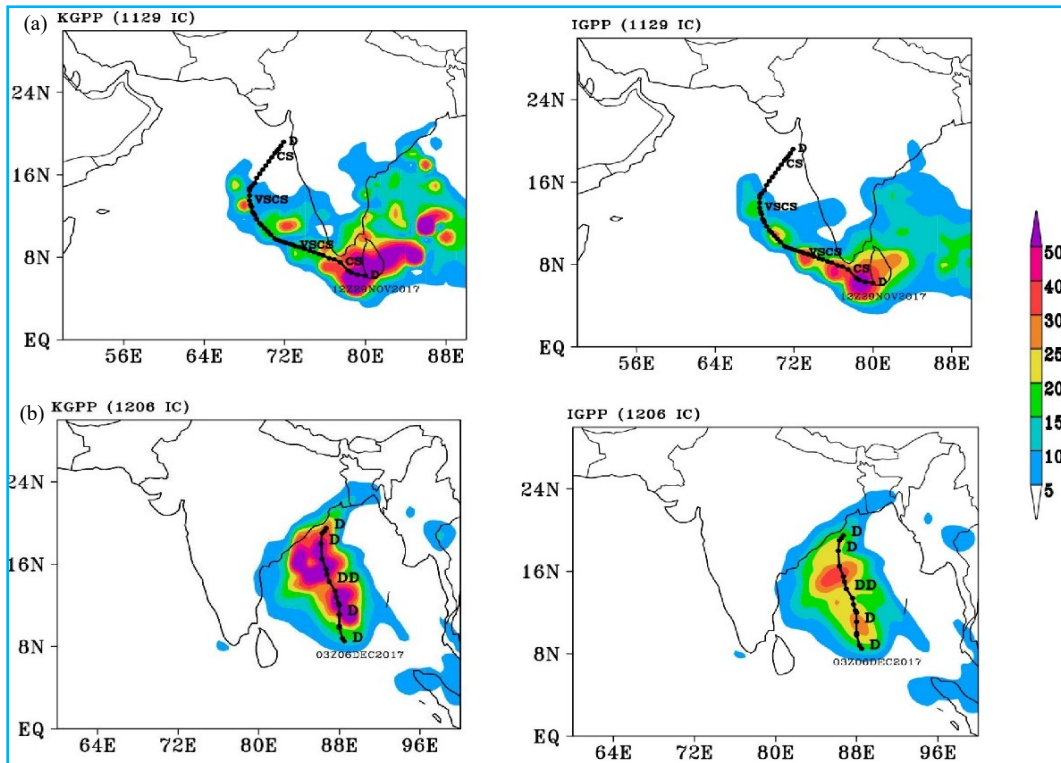 (a) KGPP (1129 IC)
24N
16N
8N
EQ
56E 64E 72E 80E 88E
D
CS
VSCS
VSCS
CS
D
12Z29NOV2017
IGPP (1129 IC)
24N
16N
8N
EQ
56E 64E 72E 80E 88E
D
CS
VSCS
VSCS
CS
D
12Z29NOV2017
(b) KGPP (1206 IC)
24N
16N
8N
EQ
64E 72E 80E 88E 96E
D
D
DD
D
D
03Z06DEC2017
IGPP (1206 IC)
24N
16N
8N
EQ
64E 72E 80E 88E 96E
D
D
DD
D
D
03Z06DEC2017
50
40
30
25
20
15
10
5